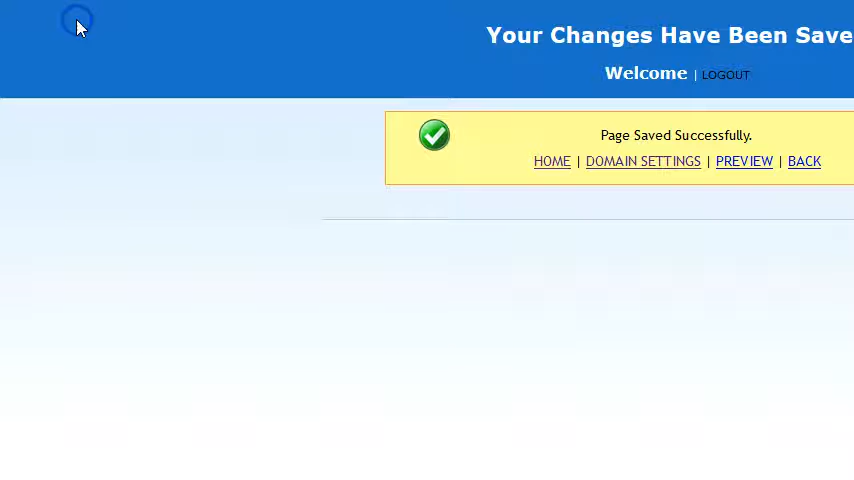 Your Changes Have Been Save
Welcome | LOGOUT
Page Saved Successfully.
HOME | DOMAIN SETTINGS | PREVIEW | BACK